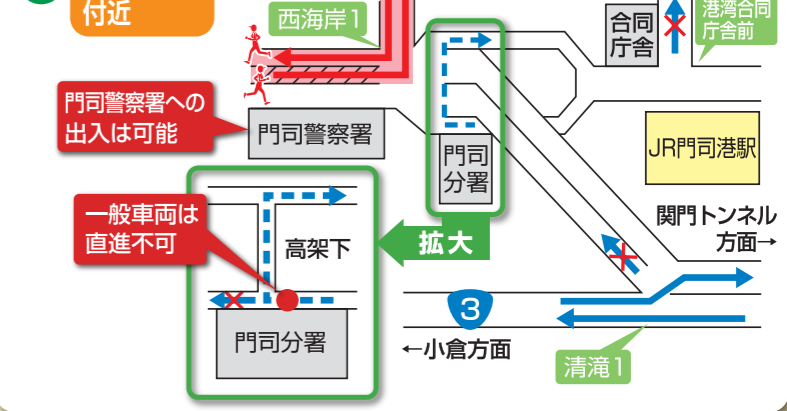 付近
西海岸1
合同
庁舎
港湾合同
庁舎前
門司警察署への
出入は可能
門司警察署
門司
分署
JR門司港駅
一般車両は
直進不可
高架下
拡大
関門トンネル
方面→
門司分署
3
←小倉方面
清滝1